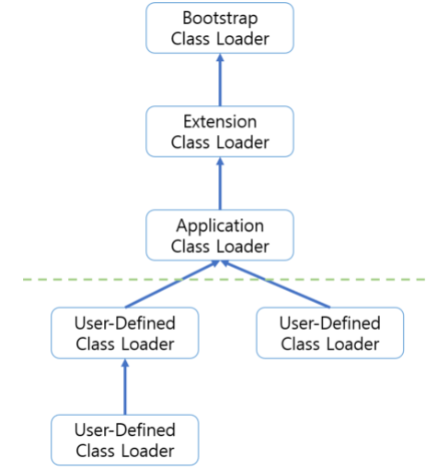 Bootstrap
Class Loader
Extension
Class Loader
Application
Class Loader
User-Defined
Class Loader
User-Defined
Class Loader
User-Defined
Class Loader